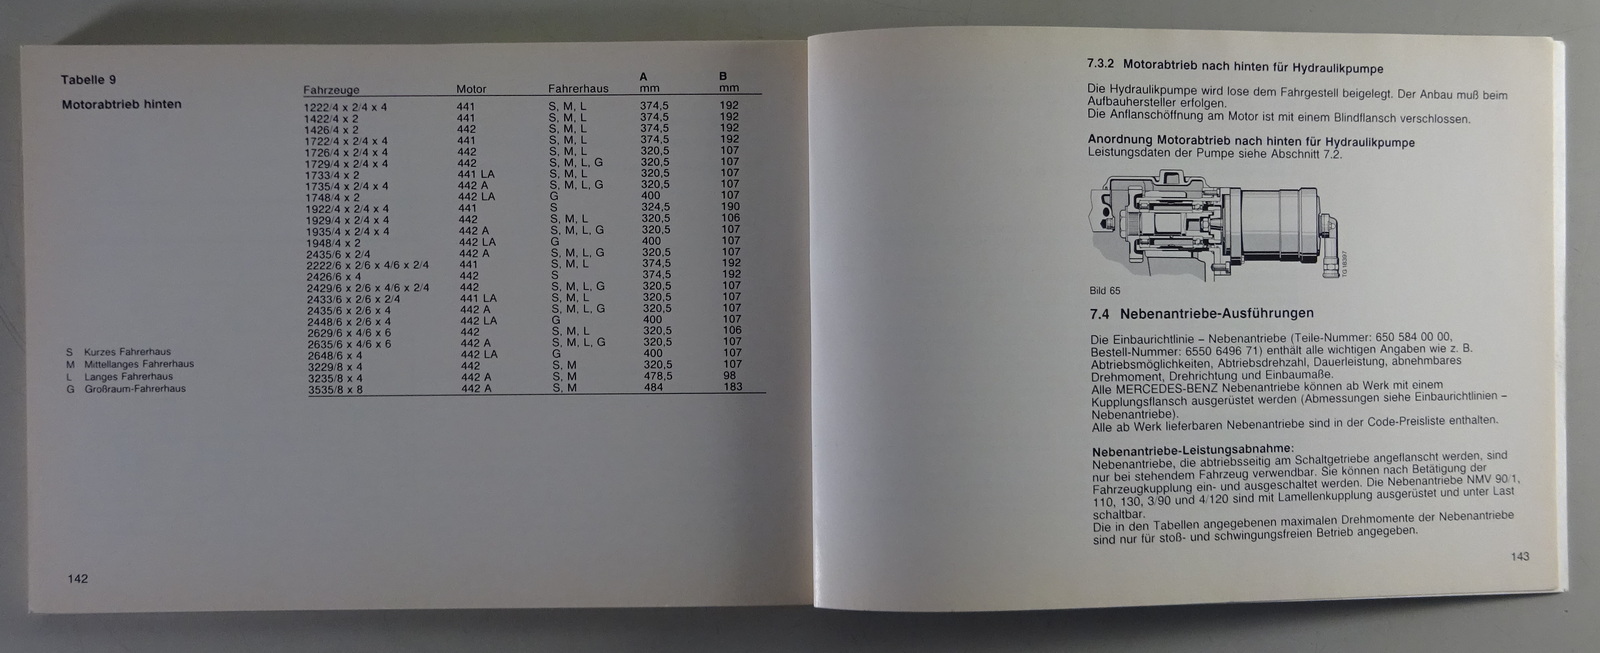 Tabelle 9
Motorabtrieb hinten
Fahrzeuge Motor Fahrerhaus A mm B mm
1222/4 x 2/4 x 4 441 S, M, L 374,5 192
1422/4 x 2 441 S, M, L 374,5 192
1426/4 x 2 442 S, M, L 374,5 192
1722/4 x 2/4 x 4 441 S, M, L 374,5 192
1726/4 x 2/4 x 4 442 S, M, L 320,5 107
1729/4 x 2/4 x 4 442 S, M, L, G 320,5 107
1733/4 x 2 441 LA S, M, L 320,5 107
1735/4 x 2/4 x 4 442 A S, M, L, G 320,5 107
1748/4 x 2 442 LA G 400 107
1922/4 x 2/4 x 4 441 S 324,5 190
1929/4 x 2/4 x 4 442 S, M, L 320,5 106
1935/4 x 2/4 x 4 442 A S, M, L, G 320,5 107
1948/4 x 2 442 LA G 400 107
2435/6 x 2/4 442 A S, M, L, G 320,5 107
2222/6 x 2/6 x 4/6 x 2/4 441 S, M, L 374,5 192
2426/6 x 4 442 S 374,5 192
2429/6 x 2/6 x 4/6 x 2/4 442 S, M, L, G 320,5 107
2433/6 x 2/6 x 2/4 441 LA S, M, L 320,5 107
2435/6 x 2/6 x 4 442 A S, M, L, G 320,5 107
2448/6 x 2/6 x 4 442 LA G 400 107
2629/6 x 4/6 x 6 442 S, M, L 320,5 106
2635/6 x 4/6 x 6 442 A S, M, L, G 320,5 107
2648/6 x 4 442 LA G 400 107
3229/8 x 4 442 S, M 320,5 107
3235/8 x 4 442 A S, M 478,5 98
3535/8 x 8 442 A S, M 484 183
S Kurzes Fahrerhaus
M Mittellanges Fahrerhaus
L Langes Fahrerhaus
G Großraum-Fahrerhaus
142
7.3.2 Motorabtrieb nach hinten für Hydraulikpumpe
Die Hydraulikpumpe wird lose dem Fahrgestell beigelegt. Der Anbau muß beim
Aufbauhersteller erfolgen.
Die Anflanschöffnung am Motor ist mit einem Blindflansch verschlossen.
Anordnung Motorabtrieb nach hinten für Hydraulikpumpe
Leistungsdaten der Pumpe siehe Abschnitt 7.2.
TG 16397
Bild 65
7.4 Nebenantriebe-Ausführungen
Die Einbaurichtlinie – Nebenantriebe (Teile-Nummer: 650 584 00 00,
Bestell-Nummer: 6550 6496 71) enthält alle wichtigen Angaben wie z. B.
Abtriebsmöglichkeiten, Abtriebsdrehzahl, Dauerleistung, abnehmbares
Drehmoment, Drehrichtung und Einbaumaße.
Alle MERCEDES-BENZ Nebenantriebe können ab Werk mit einem
Kupplungsflansch ausgerüstet werden (Abmessungen siehe Einbaurichtlinien –
Nebenantriebe).
Alle ab Werk lieferbaren Nebenantriebe sind in der Code-Preisliste enthalten.
Nebenantriebe-Leistungsabnahme:
Nebenantriebe, die abtriebsseitig am Schaltgetriebe angeflanscht werden, sind
nur bei stehendem Fahrzeug verwendbar. Sie können nach Betätigung der
Fahrzeugkupplung ein- und ausgeschaltet werden. Die Nebenantriebe NMV 90/1,
110, 130, 3/90 und 4/120 sind mit Lamellenkupplung ausgerüstet und unter Last
schaltbar.
Die in den Tabellen angegebenen maximalen Drehmomente der Nebenantriebe
sind nur für stoß- und schwingungsfreien Betrieb angegeben.
143